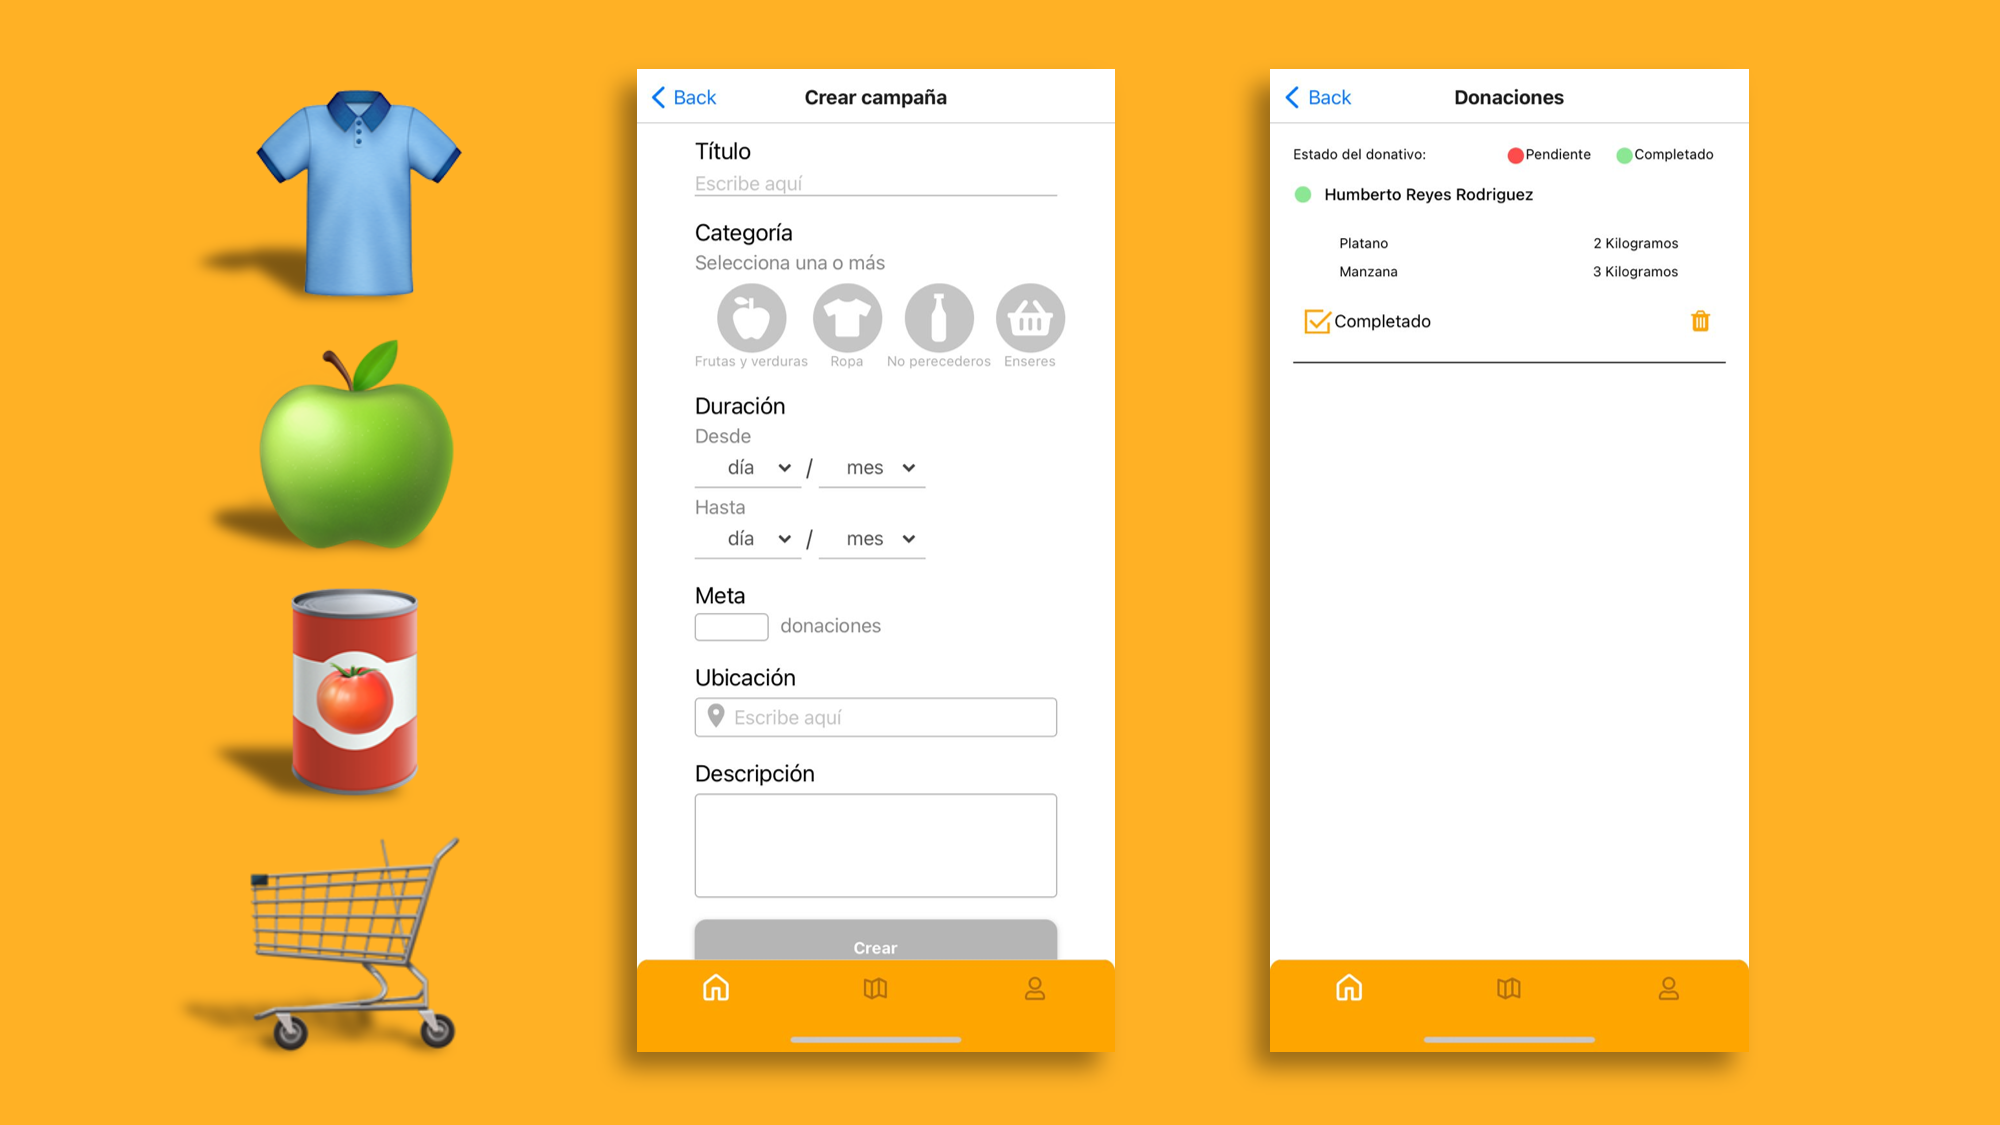 Back
Crear campaña
Título
Escribe aquí
Categoría
Selecciona una o más
Frutas y verduras
Ropa
No perecederos
Enseres
Duración
Desde
día / mes
Hasta
día / mes
Meta
donaciones
Ubicación
Escribe aquí
Descripción
Crear
Back
Donaciones
Estado del donativo:
Pendiente
Completado
Humberto Reyes Rodriguez
Platano 2 Kilogramos
Manzana 3 Kilogramos
Completado